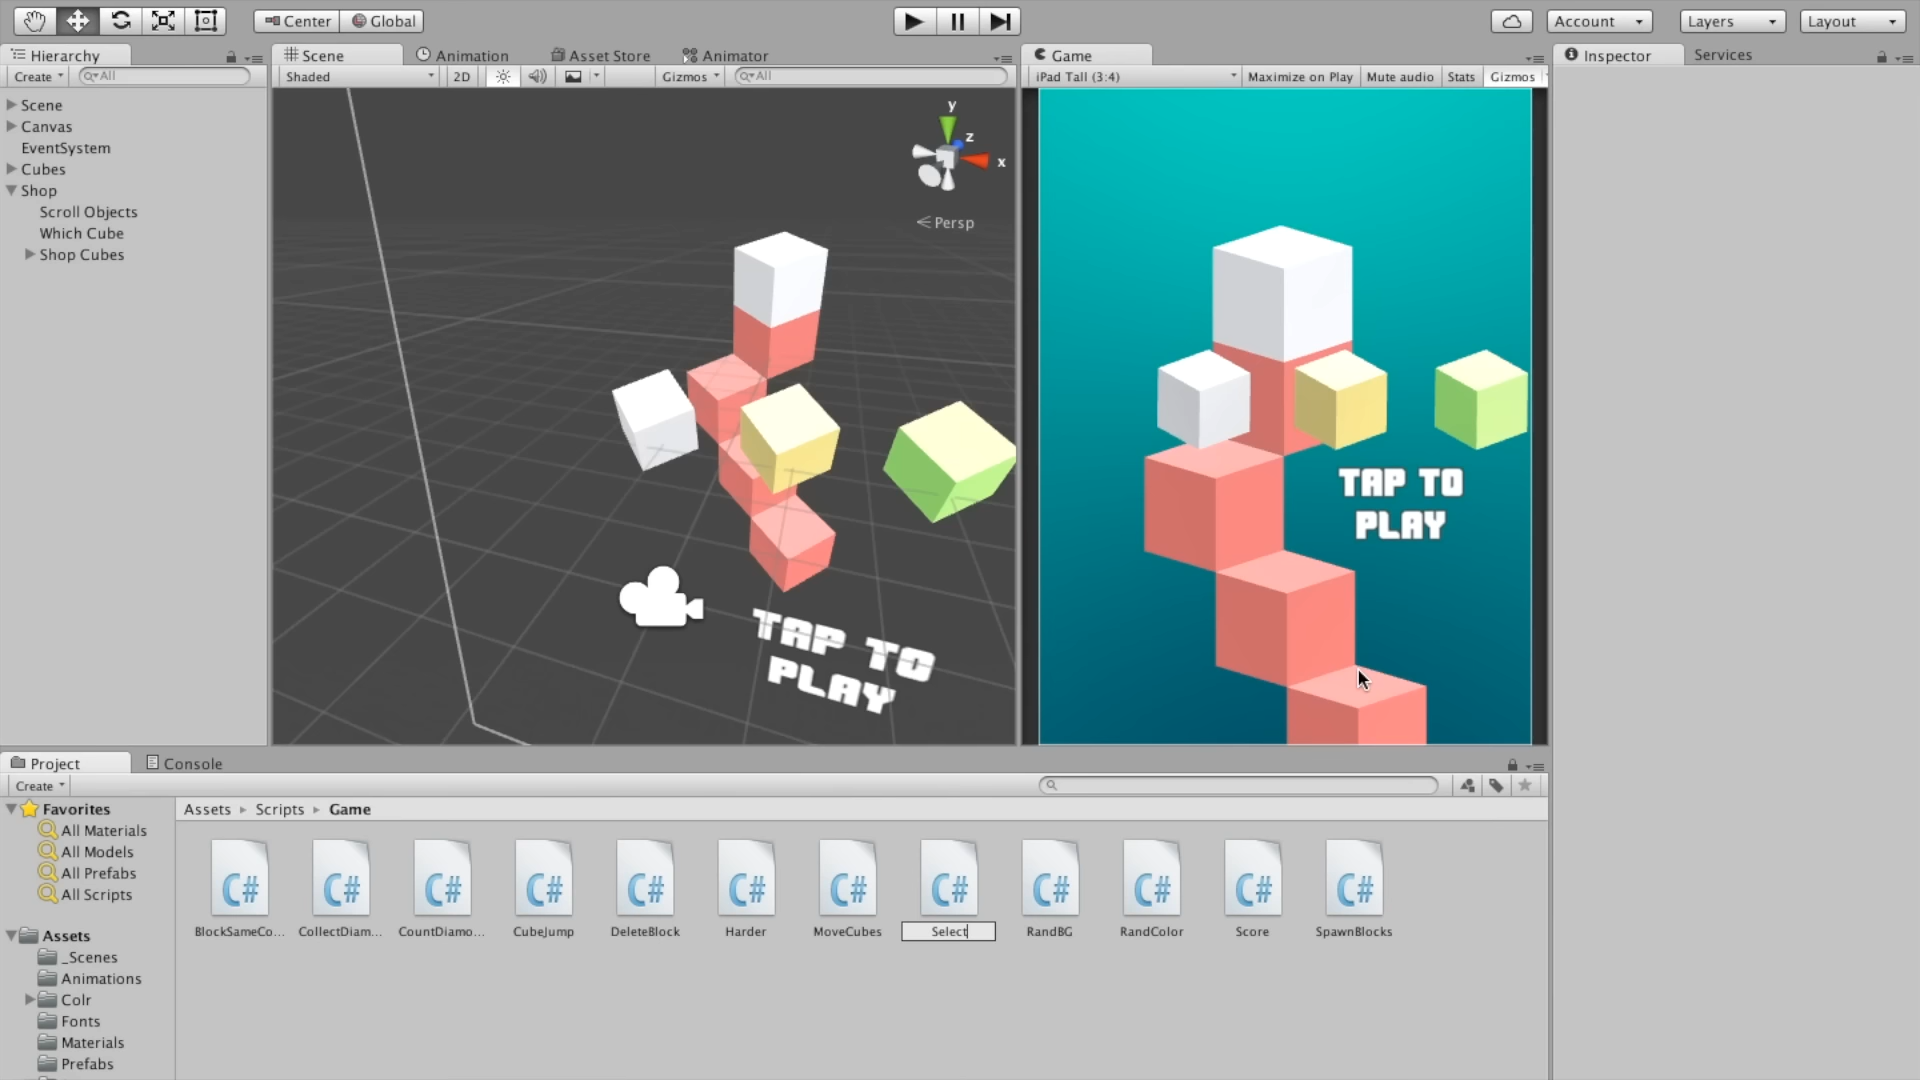 Center
Global
Account
Layers
Layout
Hierarchy
Create
All
Scene
Canvas
EventSystem
Cubes
Shop
Scroll Objects
Which Cube
Shop Cubes
Scene
Animation
Asset Store
Animator
Shaded
2D
Gizmos
All
y
z
x
Persp
TAP TO
PLAY
Game
iPad Tall (3:4)
Maximize on Play
Mute audio
Stats
Gizmos
TAP TO
PLAY
Inspector
Services
Project
Console
Create
Favorites
All Materials
All Models
All Prefabs
All Scripts
Assets
_Scenes
Animations
Colr
Fonts
Materials
Prefabs
Assets ▸ Scripts ▸ Game
C# C# C# C# C# C# C# C# C# C# C# C#
BlockSameCo... CollectDiam... CountDiamo... CubeJump DeleteBlock Harder MoveCubes Select RandBG RandColor Score SpawnBlocks